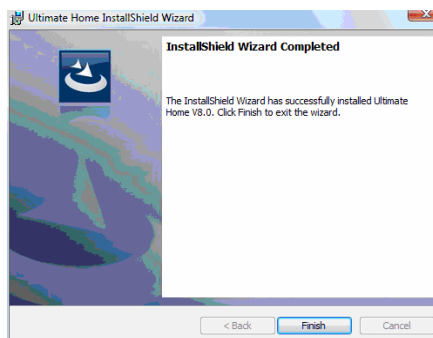 Ultimate Home InstallShield Wizard
InstallShield Wizard Completed
The InstallShield Wizard has successfully installed Ultimate
Home V8.0. Click Finish to exit the wizard.
< Back Finish Cancel